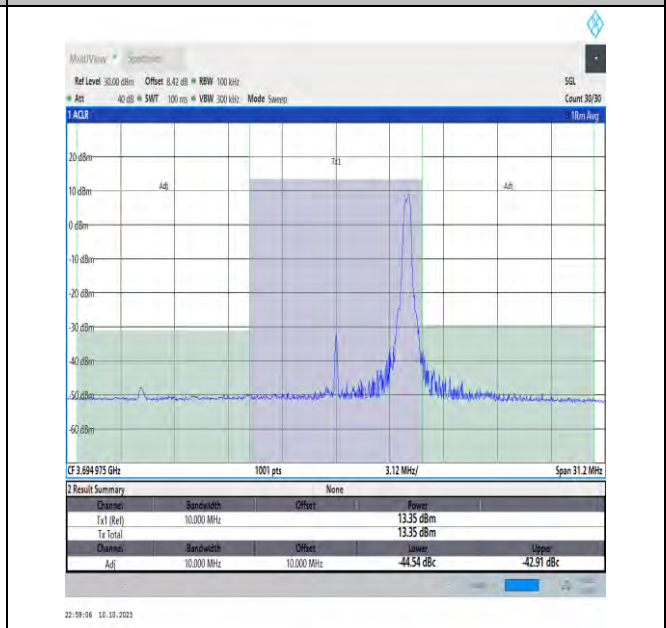 MultiView Spectrum
Ref Level 30.00 dBm Offset 8.42 dB RBW 100 kHz SGL
Att 40 dB SWT 100 ms VBW 300 kHz Mode Sweep Count 30/30
1 ACLR 1Rm Avg
Tx1
20 dBm
Adj Adj
10 dBm
0 dBm
-10 dBm
-20 dBm
-30 dBm
-40 dBm
-50 dBm
-60 dBm
CF 3.694 975 GHz 1001 pts 3.12 MHz/ Span 31.2 MHz
2 Result Summary None
Channel Bandwidth Offset Power
Tx1 (Ref) 10.000 MHz 13.35 dBm
Tx Total 13.35 dBm
Channel Bandwidth Offset Lower Upper
Adj 10.000 MHz 10.000 MHz -44.54 dBc -42.91 dBc
22:59:06 10.10.2023